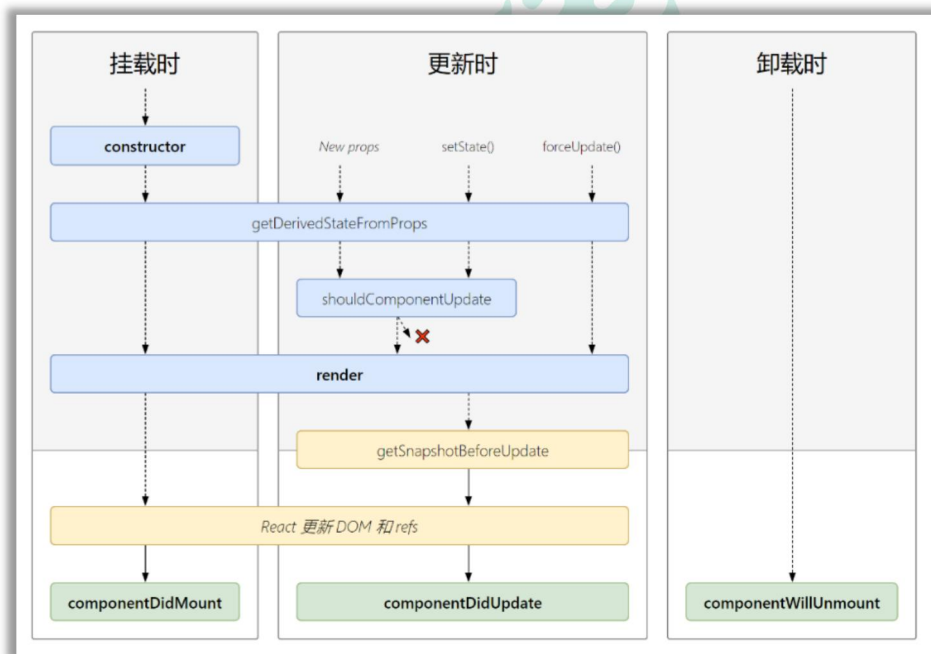 挂载时
更新时
卸载时
constructor
New props
setState()
forceUpdate()
getDerivedStateFromProps
shouldComponentUpdate
render
getSnapshotBeforeUpdate
React 更新 DOM 和 refs
componentDidMount
componentDidUpdate
componentWillUnmount